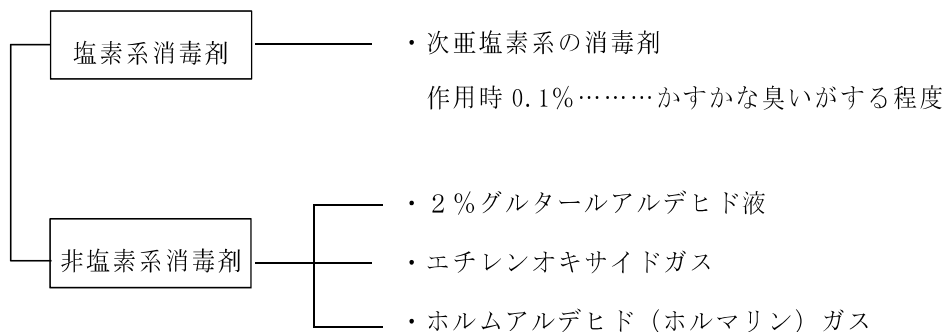 塩素系消毒剤
・次亜塩素系の消毒剤
作用時 0.1%………かすかな臭いがする程度
非塩素系消毒剤
・２％グルタールアルデヒド液
・エチレンオキサイドガス
・ホルムアルデヒド（ホルマリン）ガス